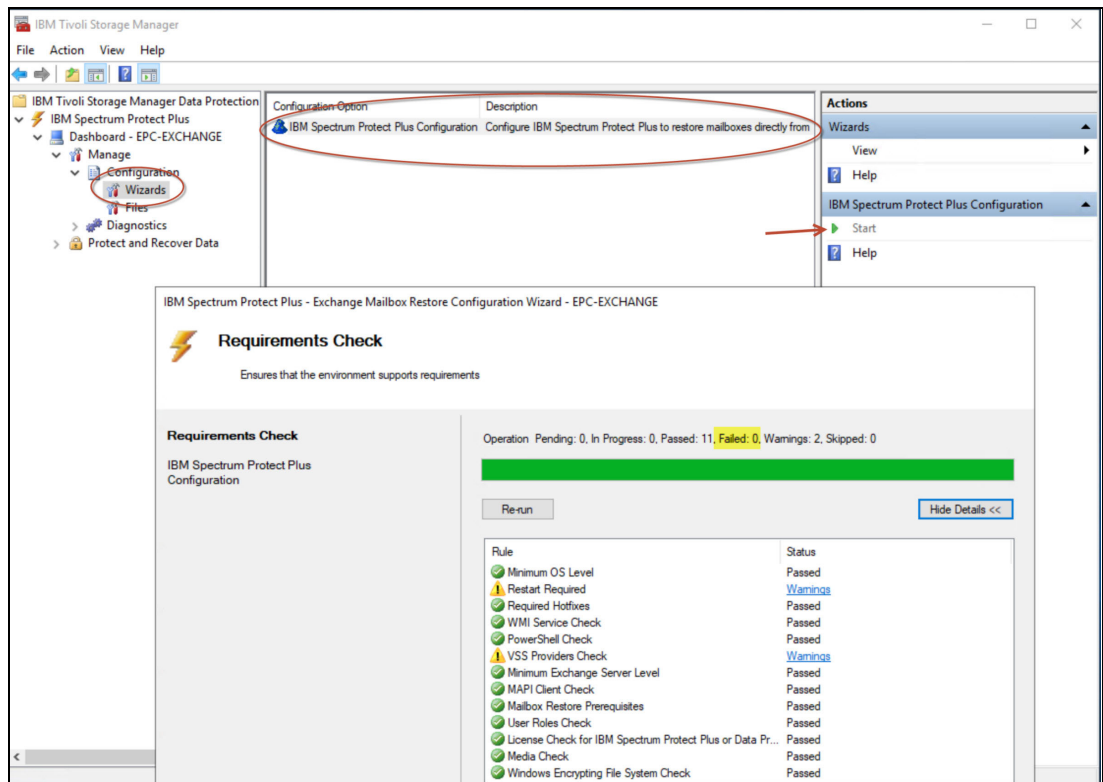 IBM Tivoli Storage Manager
File Action View Help
IBM Tivoli Storage Manager Data Protection
IBM Spectrum Protect Plus
Dashboard - EPC-EXCHANGE
Manage
Configuration
Wizards
Files
Diagnostics
Protect and Recover Data
Configuration Option Description
IBM Spectrum Protect Plus Configuration Configure IBM Spectrum Protect Plus to restore mailboxes directly from
Actions
Wizards
View
Help
IBM Spectrum Protect Plus Configuration
Start
Help
IBM Spectrum Protect Plus - Exchange Mailbox Restore Configuration Wizard - EPC-EXCHANGE
Requirements Check
Ensures that the environment supports requirements
Requirements Check
IBM Spectrum Protect Plus
Configuration
Operation Pending: 0, In Progress: 0, Passed: 11, Failed: 0, Warnings: 2, Skipped: 0
Re-run Hide Details <<
Rule Status
Minimum OS Level Passed
Restart Required Warnings
Required Hotfixes Passed
WMI Service Check Passed
PowerShell Check Passed
VSS Providers Check Warnings
Minimum Exchange Server Level Passed
MAPI Client Check Passed
Mailbox Restore Prerequisites Passed
User Roles Check Passed
License Check for IBM Spectrum Protect Plus or Data Pr... Passed
Media Check Passed
Windows Encrypting File System Check Passed